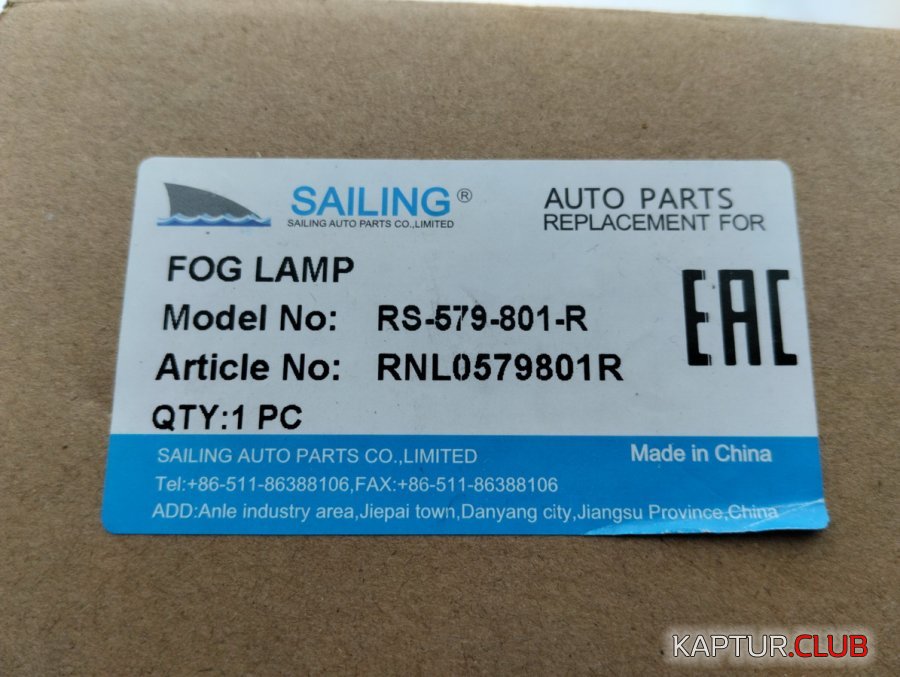 SAILING®
SAILING AUTO PARTS CO.,LIMITED
AUTO PARTS
REPLACEMENT FOR
FOG LAMP
Model No: RS-579-801-R
Article No: RNL0579801R
QTY:1 PC
EAC
SAILING AUTO PARTS CO.,LIMITED
Made in China
Tel:+86-511-86388106,FAX:+86-511-86388106
ADD:Anle industry area,Jiepai town,Danyang city,Jiangsu Province,China
KAPTUR.CLUB